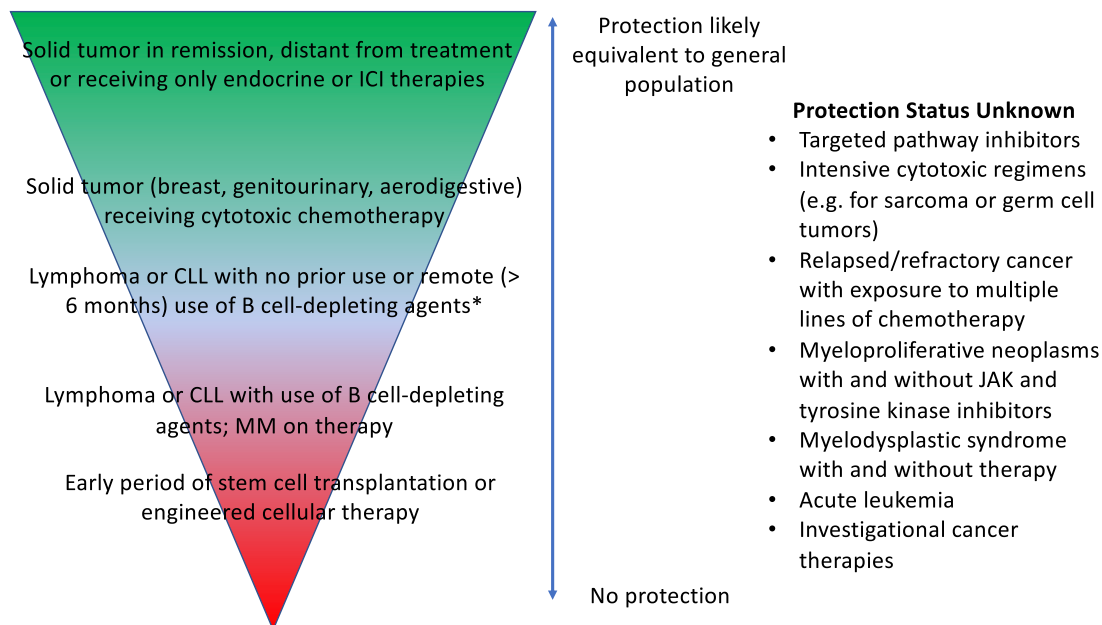 Solid tumor in remission, distant from treatment
or receiving only endocrine or ICI therapies
Solid tumor (breast, genitourinary, aerodigestive)
receiving cytotoxic chemotherapy
Lymphoma or CLL with no prior use or remote (>
6 months) use of B cell-depleting agents*
Lymphoma or CLL with use of B cell-depleting
agents; MM on therapy
Early period of stem cell transplantation or
engineered cellular therapy
Protection likely
equivalent to general
population
No protection
Protection Status Unknown
• Targeted pathway inhibitors
• Intensive cytotoxic regimens
(e.g. for sarcoma or germ cell
tumors)
• Relapsed/refractory cancer
with exposure to multiple
lines of chemotherapy
• Myeloproliferative neoplasms
with and without JAK and
tyrosine kinase inhibitors
• Myelodysplastic syndrome
with and without therapy
• Acute leukemia
• Investigational cancer
therapies